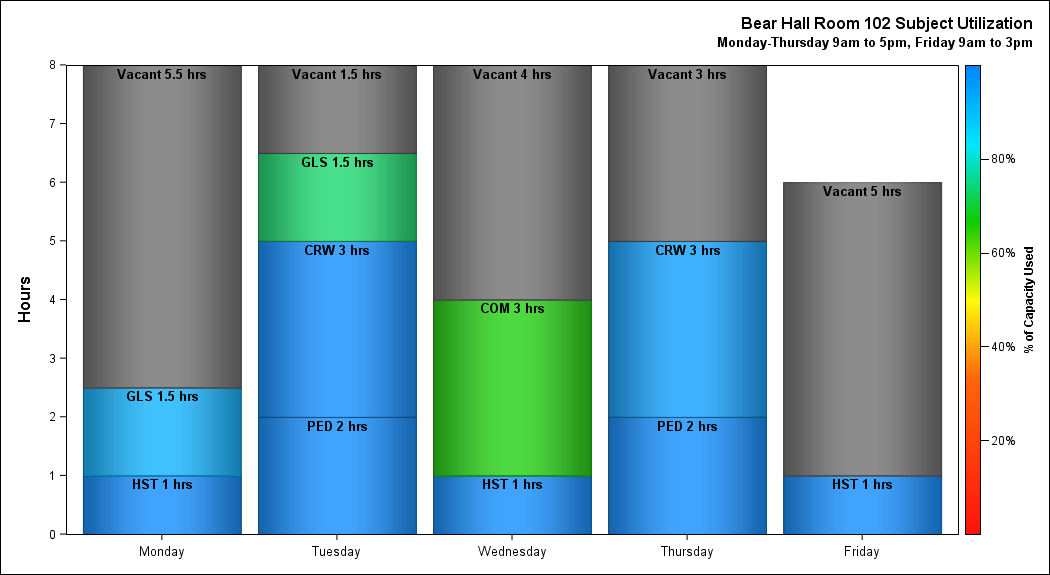 Bear Hall Room 102 Subject Utilization
Monday-Thursday 9am to 5pm, Friday 9am to 3pm
Hours
8
7
6
5
4
3
2
1
0
Vacant 5.5 hrs
GLS 1.5 hrs
HST 1 hrs
Vacant 1.5 hrs
GLS 1.5 hrs
CRW 3 hrs
PED 2 hrs
Vacant 4 hrs
COM 3 hrs
HST 1 hrs
Vacant 3 hrs
CRW 3 hrs
PED 2 hrs
Vacant 5 hrs
HST 1 hrs
Monday Tuesday Wednesday Thursday Friday
80%
60%
40%
20%
% of Capacity Used